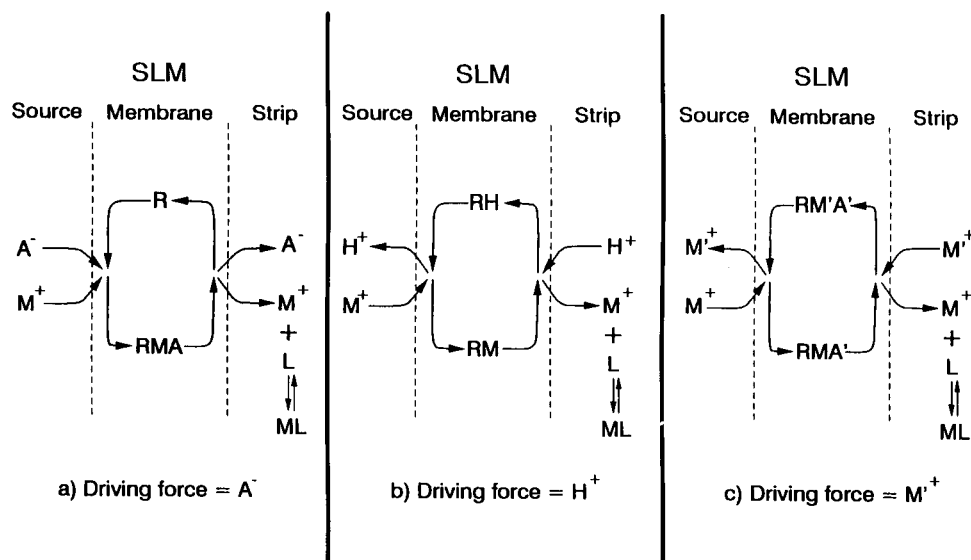 SLM
Source Membrane Strip
R
A⁻ A⁻
M⁺ M⁺
RMA
+
L
ML
a) Driving force = A⁻
SLM
Source Membrane Strip
RH
H⁺ H⁺
M⁺ M⁺
RM
+
L
ML
b) Driving force = H⁺
SLM
Source Membrane Strip
RM'A'
M'⁺ M'⁺
M⁺ M⁺
RMA'
+
L
ML
c) Driving force = M'⁺